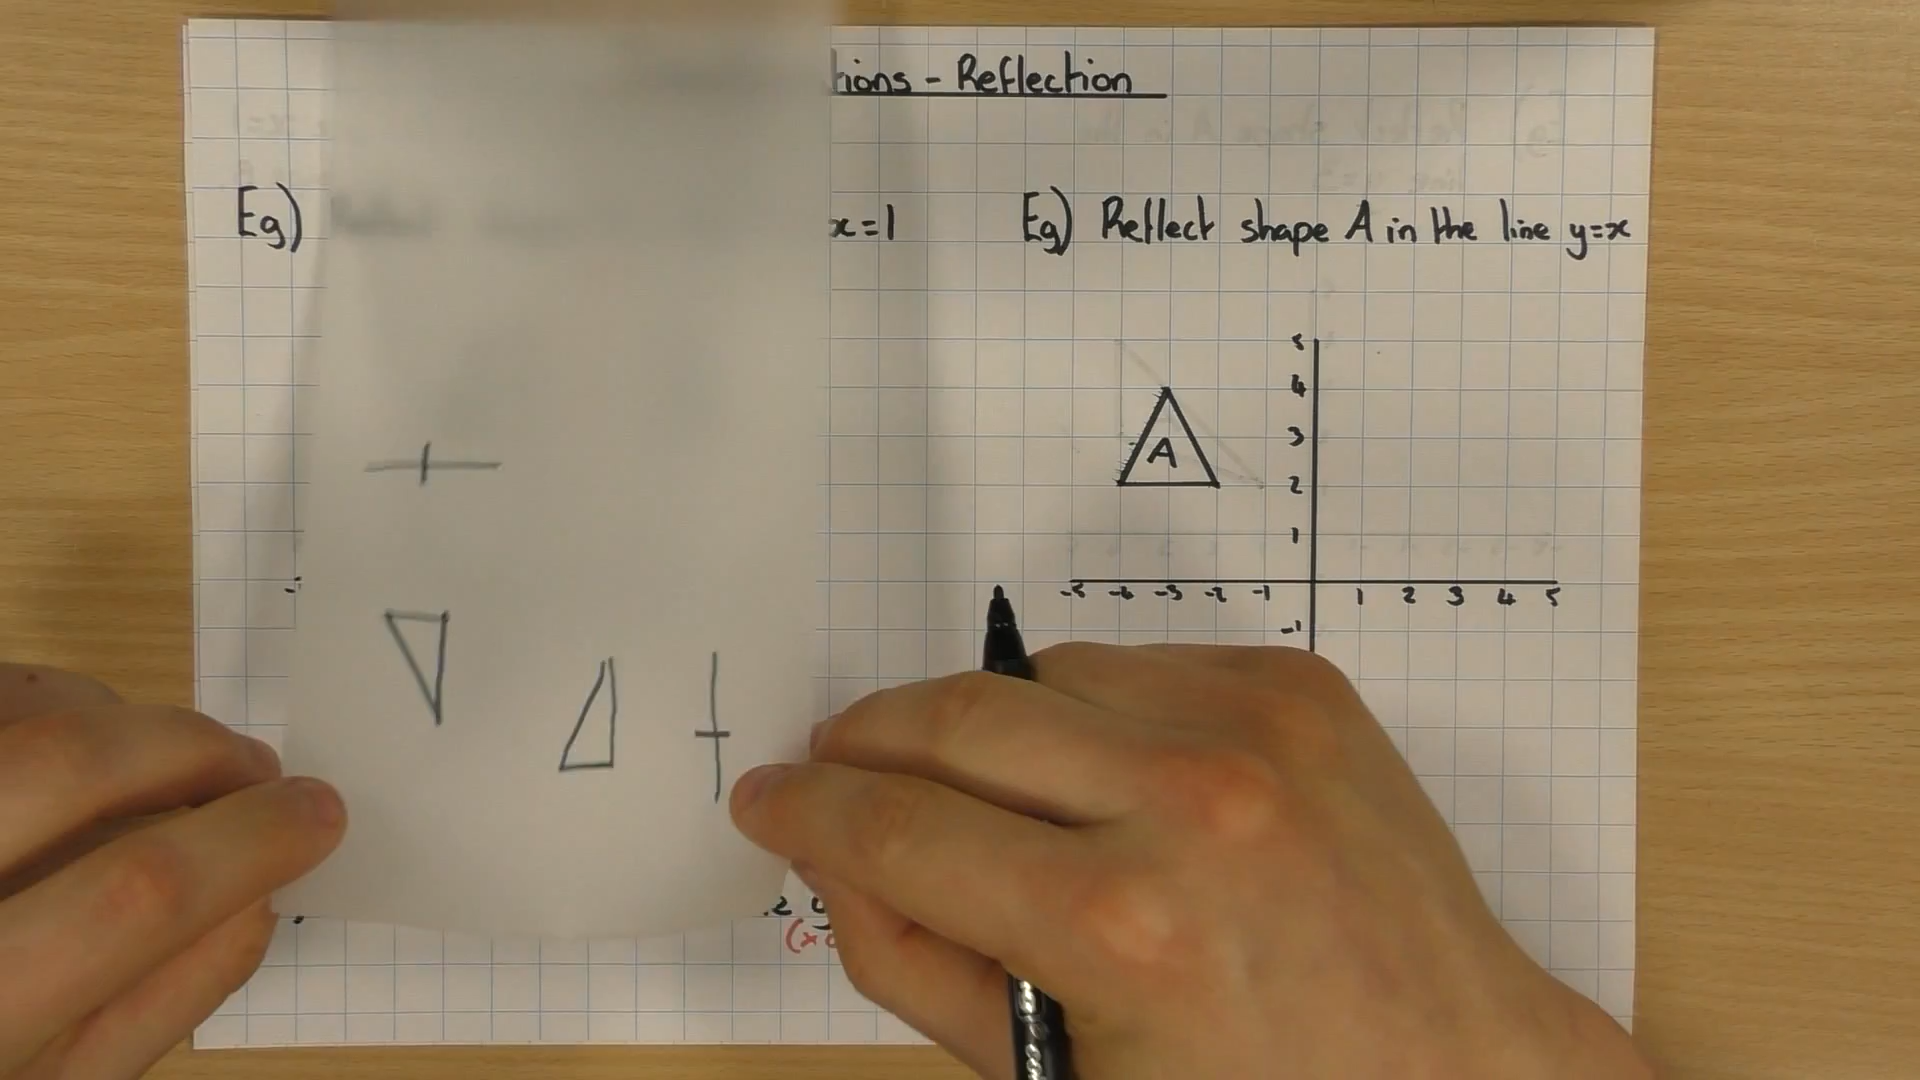 tions - Reflection
Eg)
x=1
Eg) Reflect shape A in the line y=x
5
4
A
3
2
1
-5 -4 -3 -2 -1 1 2 3 4 5
-1